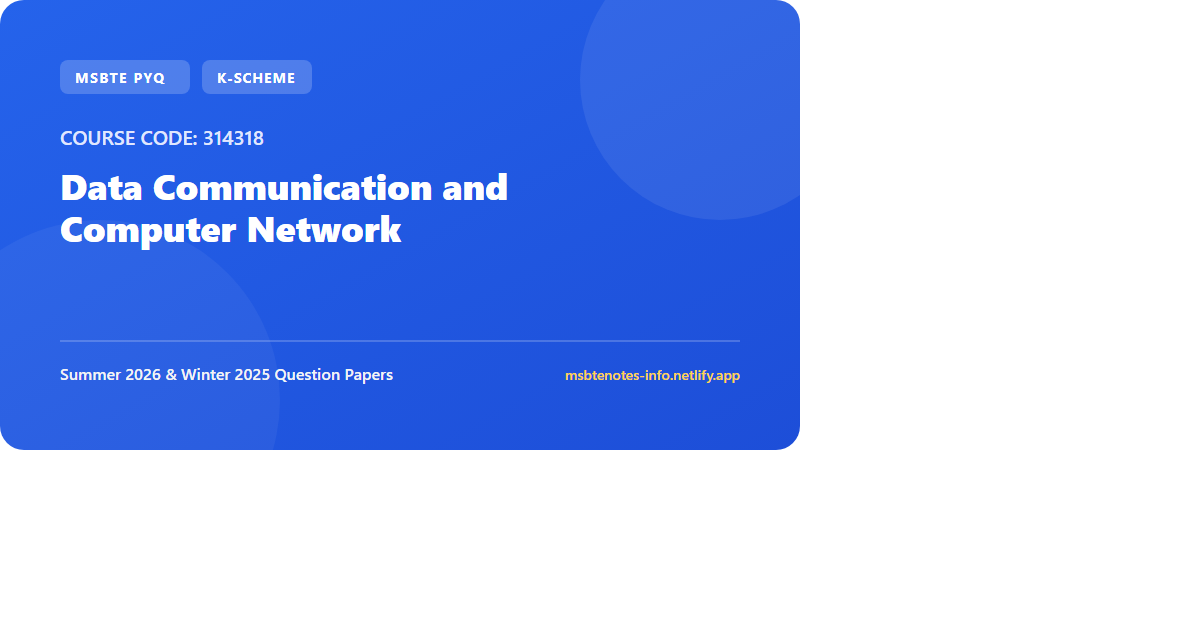 MSBTE PYQ
K-SCHEME
COURSE CODE: 314318
Data Communication and
Computer Network
Summer 2026 & Winter 2025 Question Papers
msbtenotes-info.netlify.app